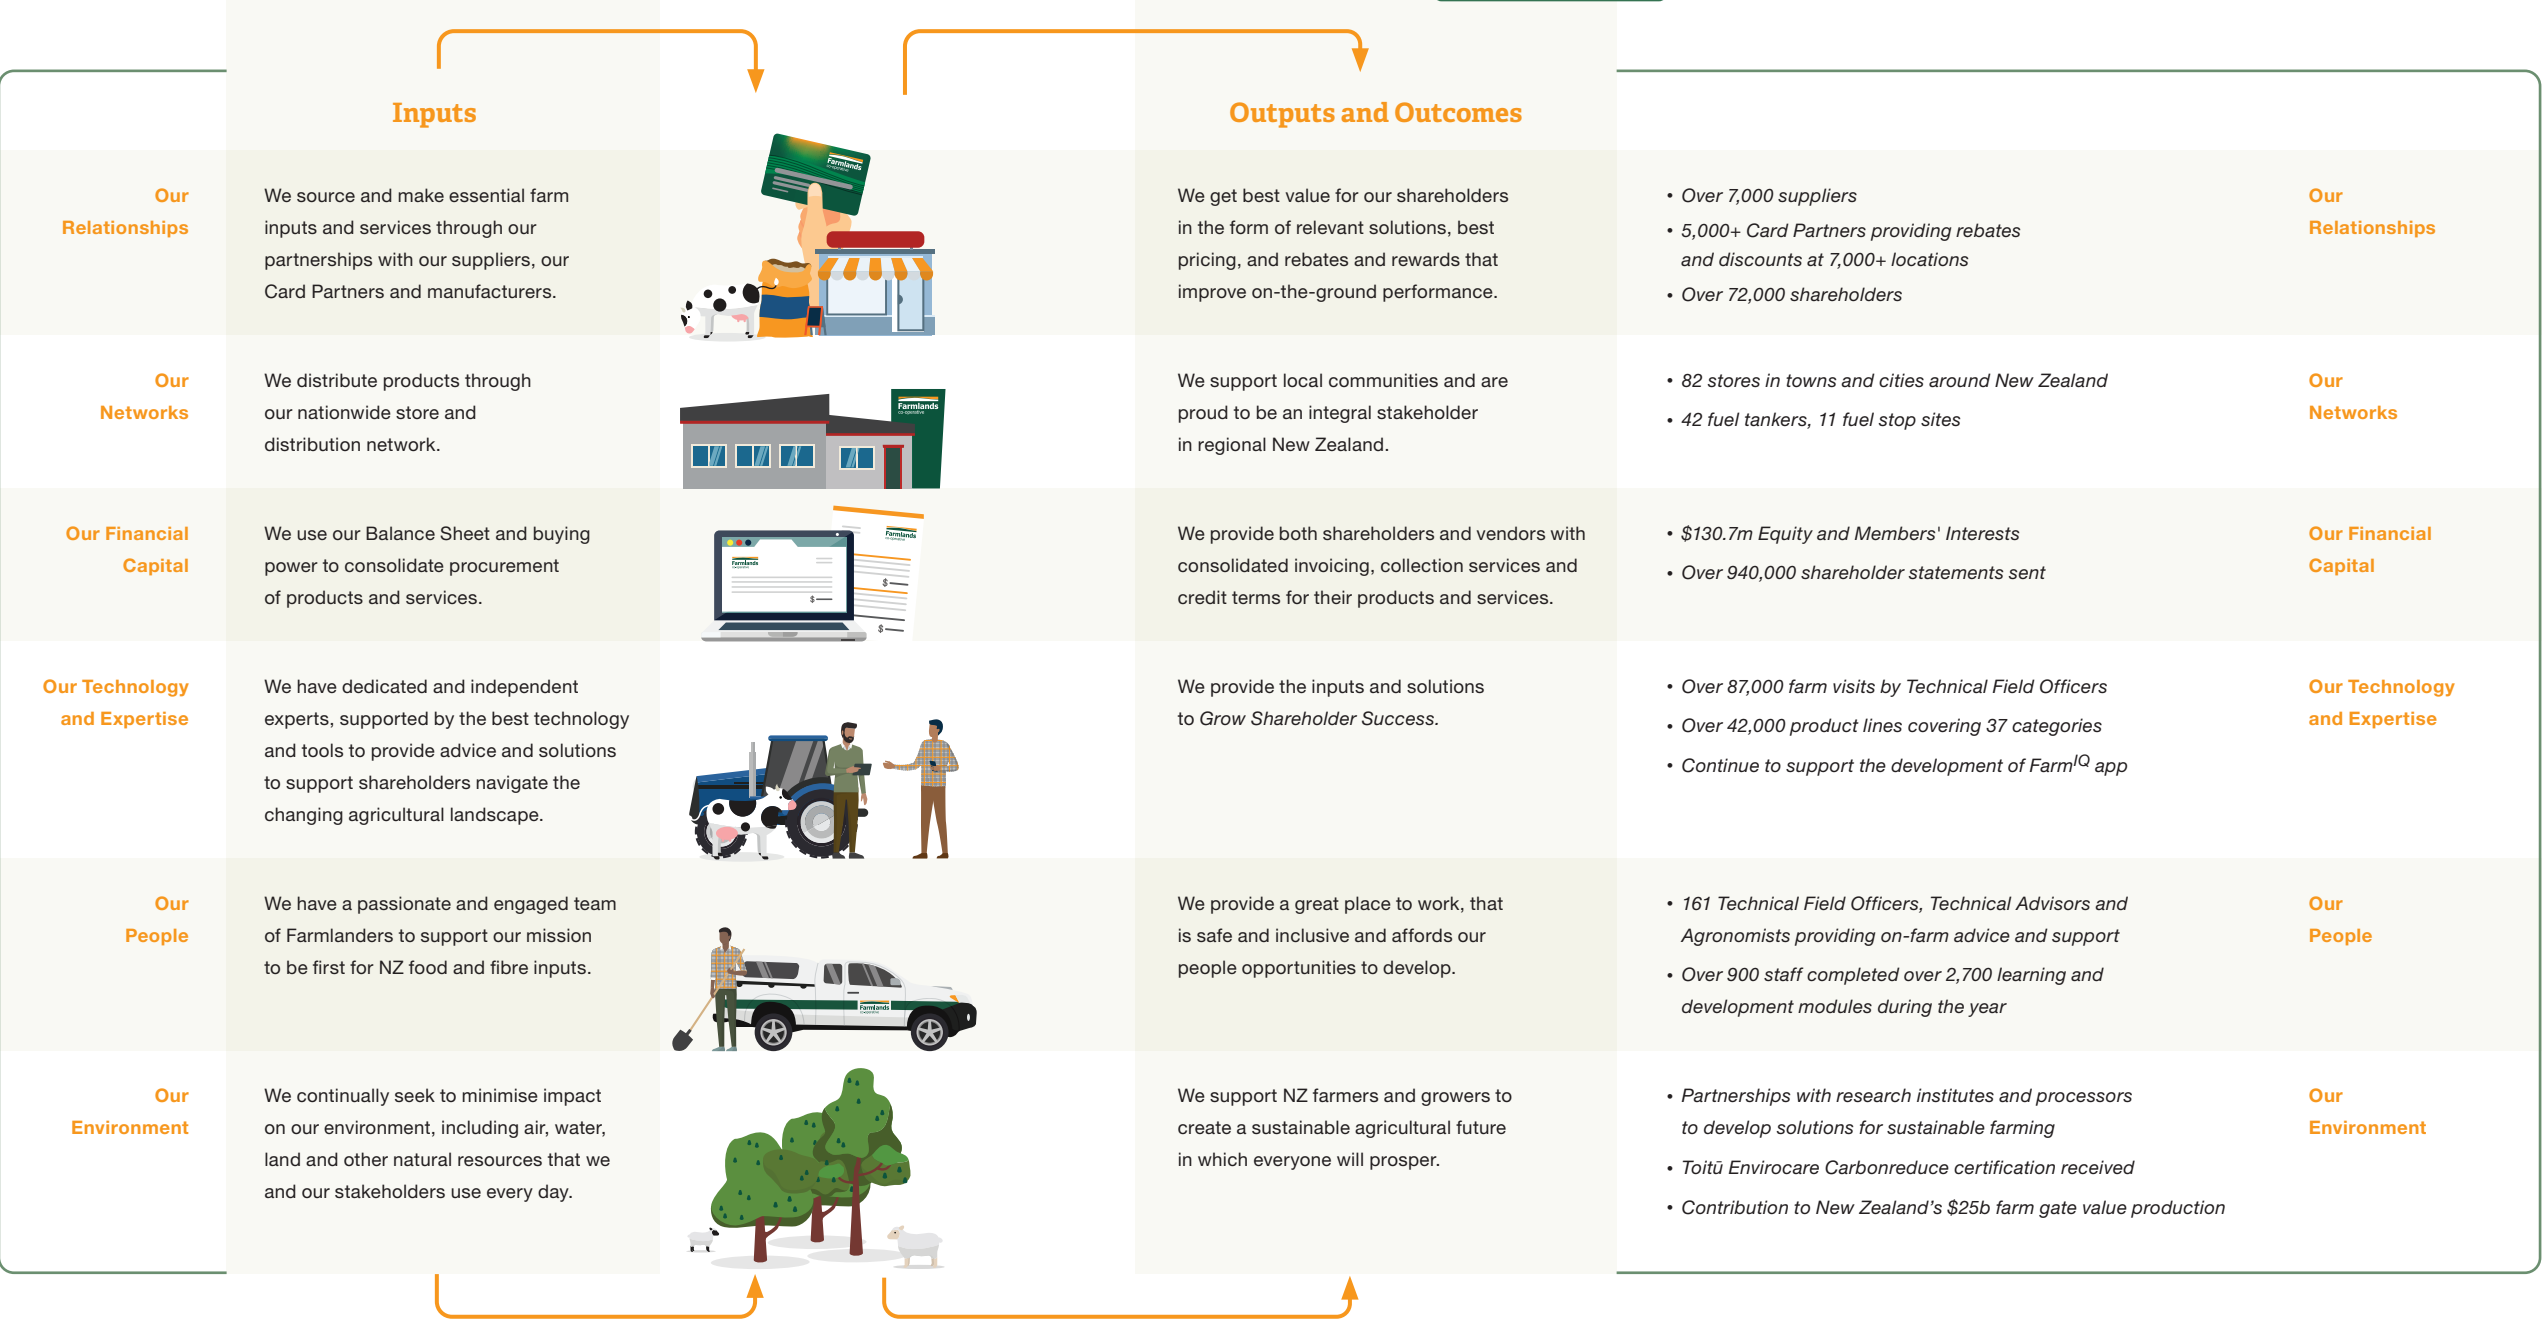 Inputs
Outputs and Outcomes
Our
Relationships
We source and make essential farm
inputs and services through our
partnerships with our suppliers, our
Card Partners and manufacturers.
Farmlands
co-operative
We get best value for our shareholders
in the form of relevant solutions, best
pricing, and rebates and rewards that
improve on-the-ground performance.
• Over 7,000 suppliers
• 5,000+ Card Partners providing rebates
and discounts at 7,000+ locations
• Over 72,000 shareholders
Our
Relationships
Our
Networks
We distribute products through
our nationwide store and
distribution network.
Farmlands
co-operative
We support local communities and are
proud to be an integral stakeholder
in regional New Zealand.
• 82 stores in towns and cities around New Zealand
• 42 fuel tankers, 11 fuel stop sites
Our
Networks
Our Financial
Capital
We use our Balance Sheet and buying
power to consolidate procurement
of products and services.
Farmlands
co-operative
$
Farmlands
co-operative
$
$
We provide both shareholders and vendors with
consolidated invoicing, collection services and
credit terms for their products and services.
• $130.7m Equity and Members' Interests
• Over 940,000 shareholder statements sent
Our Financial
Capital
Our Technology
and Expertise
We have dedicated and independent
experts, supported by the best technology
and tools to provide advice and solutions
to support shareholders navigate the
changing agricultural landscape.
We provide the inputs and solutions
to Grow Shareholder Success.
• Over 87,000 farm visits by Technical Field Officers
• Over 42,000 product lines covering 37 categories
• Continue to support the development of FarmIQ app
Our Technology
and Expertise
Our
People
We have a passionate and engaged team
of Farmlanders to support our mission
to be first for NZ food and fibre inputs.
Farmlands
co-operative
We provide a great place to work, that
is safe and inclusive and affords our
people opportunities to develop.
• 161 Technical Field Officers, Technical Advisors and
Agronomists providing on-farm advice and support
• Over 900 staff completed over 2,700 learning and
development modules during the year
Our
People
Our
Environment
We continually seek to minimise impact
on our environment, including air, water,
land and other natural resources that we
and our stakeholders use every day.
We support NZ farmers and growers to
create a sustainable agricultural future
in which everyone will prosper.
• Partnerships with research institutes and processors
to develop solutions for sustainable farming
• Toitū Envirocare Carbonreduce certification received
• Contribution to New Zealand’s $25b farm gate value production
Our
Environment